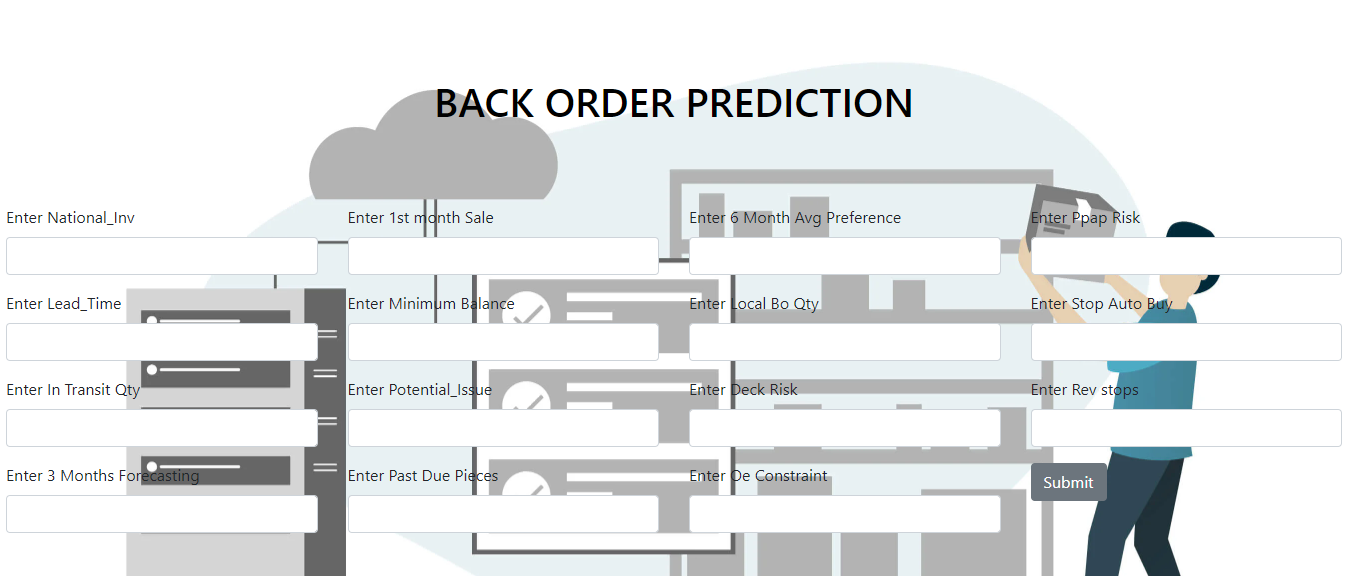 BACK ORDER PREDICTION
Enter National_Inv
Enter 1st month Sale
Enter 6 Month Avg Preference
Enter Ppap Risk
Enter Lead_Time
Enter Minimum Balance
Enter Local Bo Qty
Enter Stop Auto Buy
Enter In Transit Qty
Enter Potential_Issue
Enter Deck Risk
Enter Rev stops
Enter 3 Months Forecasting
Enter Past Due Pieces
Enter Oe Constraint
Submit